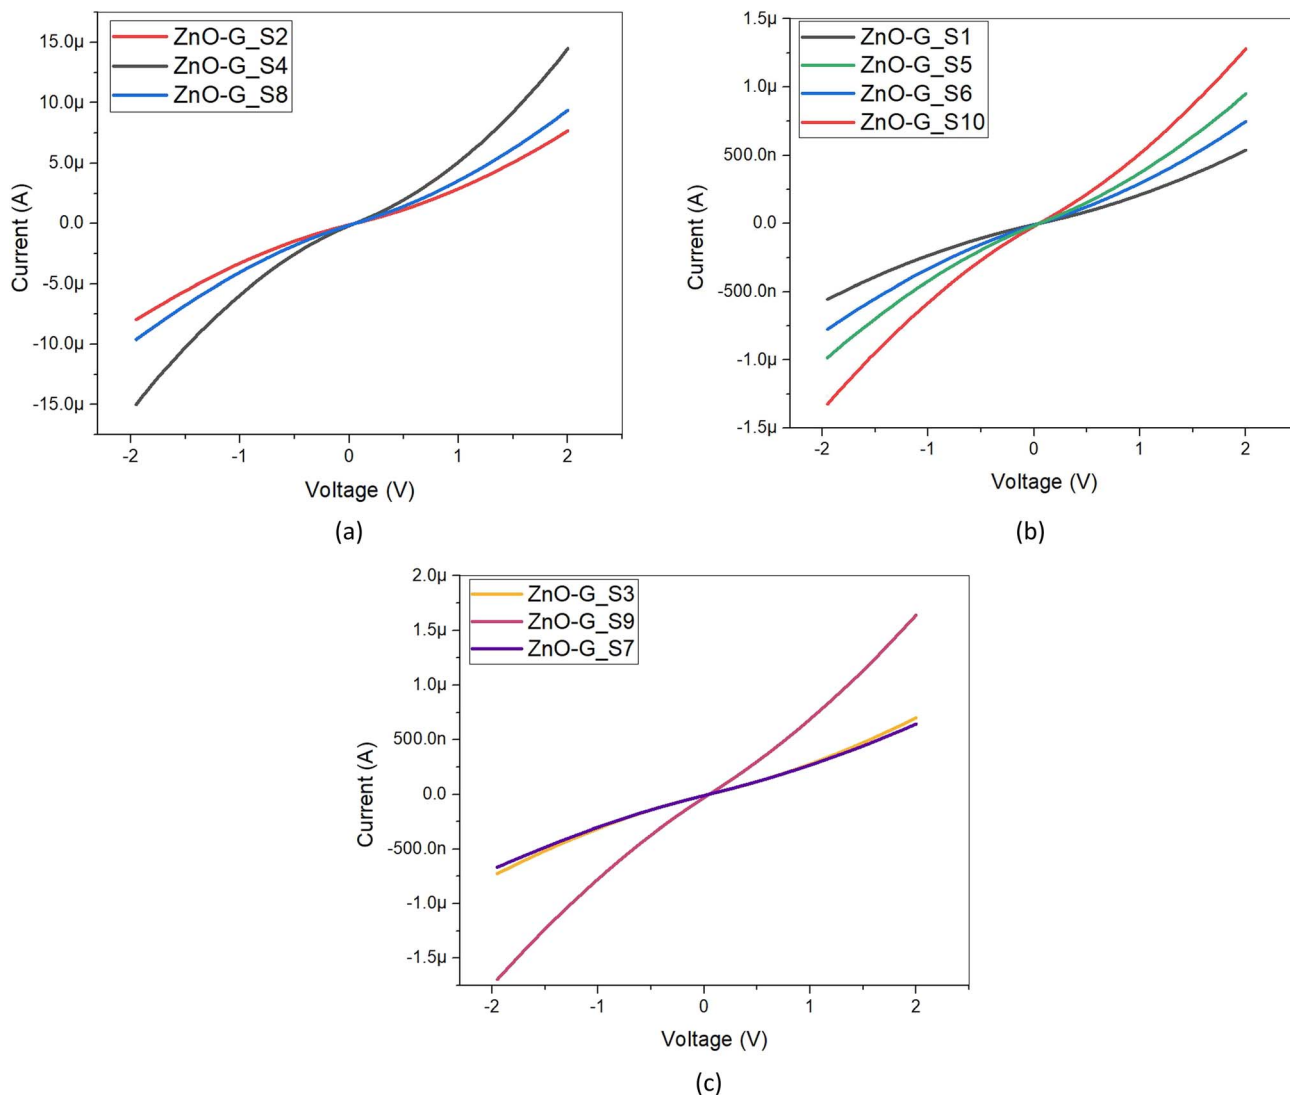 ZnO-G_S2
ZnO-G_S4
ZnO-G_S8
15.0µ
10.0µ
5.0µ
0.0
-5.0µ
-10.0µ
-15.0µ
Current (A)
-2 -1 0 1 2
Voltage (V)
(a)
ZnO-G_S1
ZnO-G_S5
ZnO-G_S6
ZnO-G_S10
1.5µ
1.0µ
500.0n
0.0
-500.0n
-1.0µ
-1.5µ
Current (A)
-2 -1 0 1 2
Voltage (V)
(b)
ZnO-G_S3
ZnO-G_S9
ZnO-G_S7
2.0µ
1.5µ
1.0µ
500.0n
0.0
-500.0n
-1.0µ
-1.5µ
Current (A)
-2 -1 0 1 2
Voltage (V)
(c)